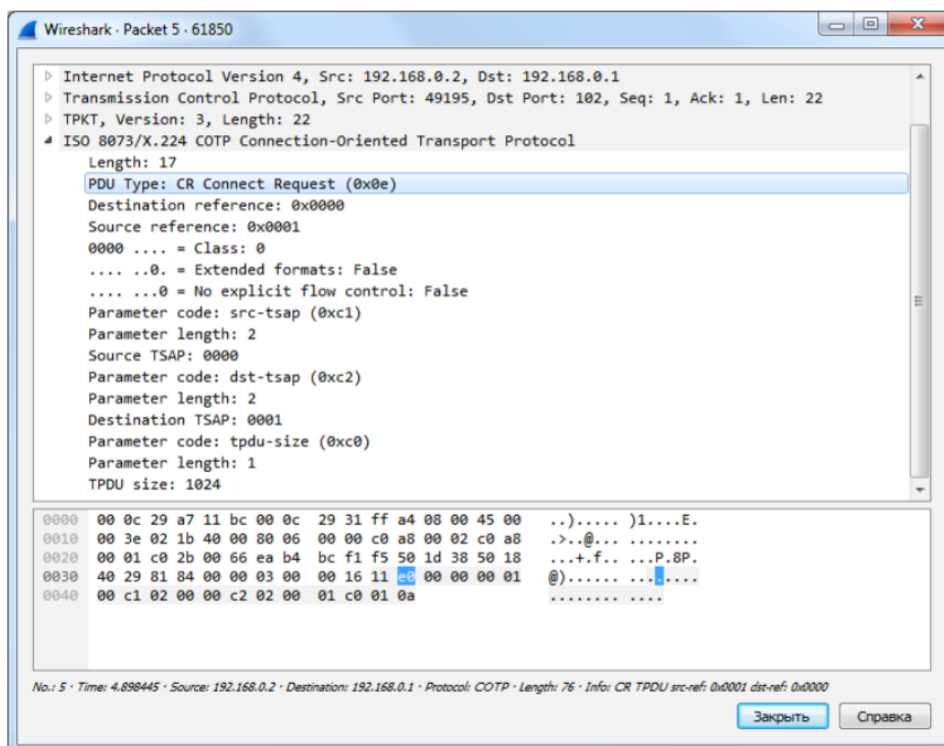 Wireshark · Packet 5 · 61850
Internet Protocol Version 4, Src: 192.168.0.2, Dst: 192.168.0.1
Transmission Control Protocol, Src Port: 49195, Dst Port: 102, Seq: 1, Ack: 1, Len: 22
TPKT, Version: 3, Length: 22
ISO 8073/X.224 COTP Connection-Oriented Transport Protocol
Length: 17
PDU Type: CR Connect Request (0x0e)
Destination reference: 0x0000
Source reference: 0x0001
0000 .... = Class: 0
.... ..0. = Extended formats: False
.... ...0 = No explicit flow control: False
Parameter code: src-tsap (0xc1)
Parameter length: 2
Source TSAP: 0000
Parameter code: dst-tsap (0xc2)
Parameter length: 2
Destination TSAP: 0001
Parameter code: tpdu-size (0xc0)
Parameter length: 1
TPDU size: 1024
0000 00 0c 29 a7 11 bc 00 0c 29 31 ff a4 08 00 45 00 ..)..... )1....E.
0010 00 3e 02 1b 40 00 80 06 00 00 c0 a8 00 02 c0 a8 .>..@... ........
0020 00 01 c0 2b 00 66 ea b4 bc f1 f5 50 1d 38 50 18 ...+.f.. ...P.8P.
0030 40 29 81 84 00 00 03 00 00 16 11 e0 00 00 00 01 @)...... ........
0040 00 c1 02 00 00 c2 02 00 01 c0 01 0a ........ ....
No.: 5 · Time: 4.898445 · Source: 192.168.0.2 · Destination: 192.168.0.1 · Protocol: COTP · Length: 76 · Info: CR TPDU src-ref: 0x0001 dst-ref: 0x0000
Закрыть Справка